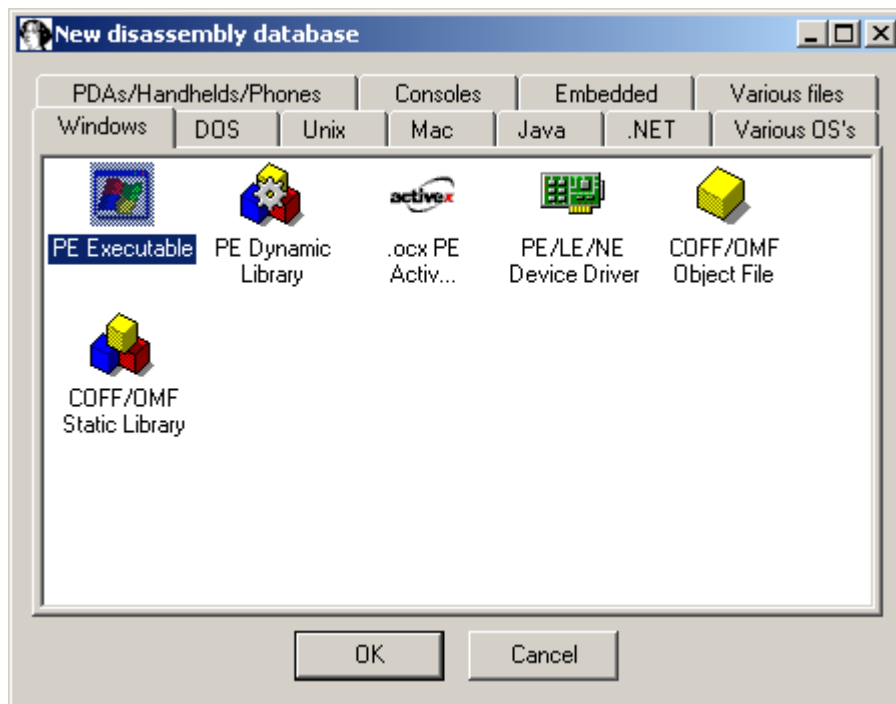 New disassembly database
PDAs/Handhelds/Phones Consoles Embedded Various files
Windows DOS Unix Mac Java .NET Various OS's
activex
PE Executable PE Dynamic .ocx PE PE/LE/NE COFF/OMF
Library Activ... Device Driver Object File
COFF/OMF
Static Library
OK Cancel